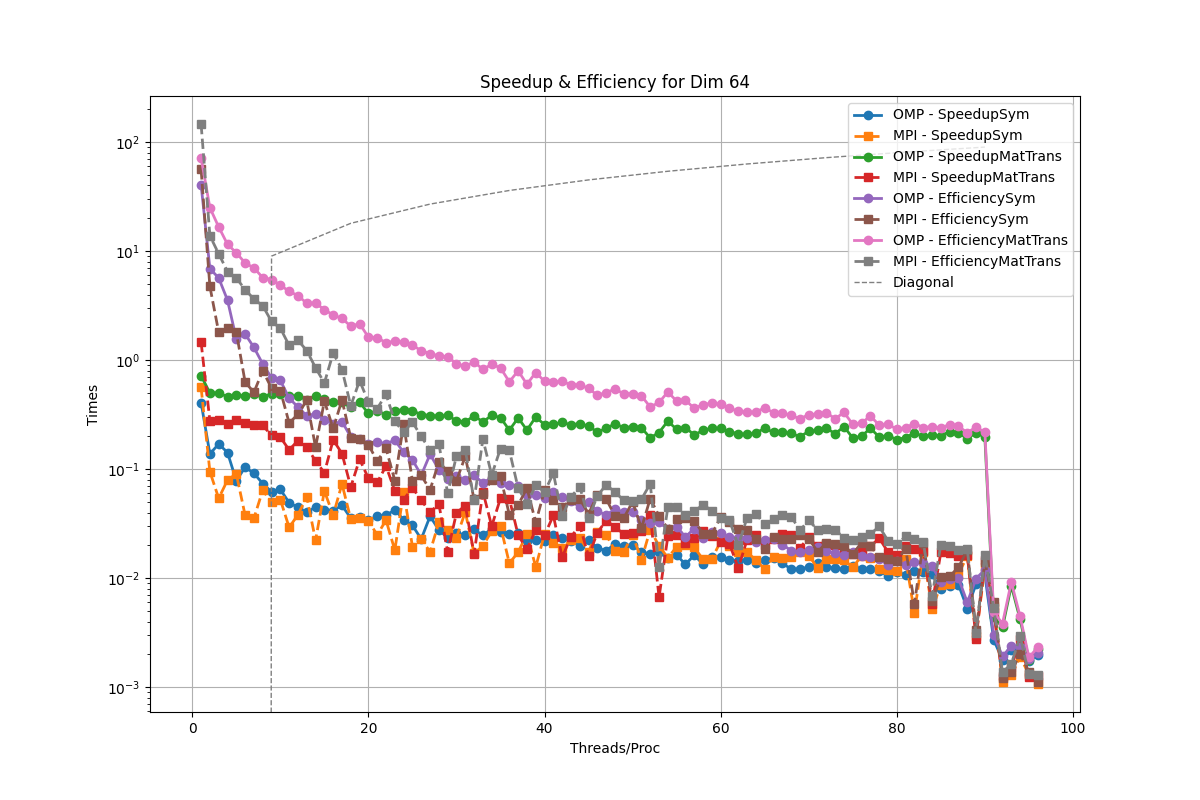 Speedup & Efficiency for Dim 64
OMP - SpeedupSym
MPI - SpeedupSym
OMP - SpeedupMatTrans
MPI - SpeedupMatTrans
OMP - EfficiencySym
MPI - EfficiencySym
OMP - EfficiencyMatTrans
MPI - EfficiencyMatTrans
Diagonal
Times
10²
10¹
10⁰
10⁻¹
10⁻²
10⁻³
0 20 40 60 80 100
Threads/Proc